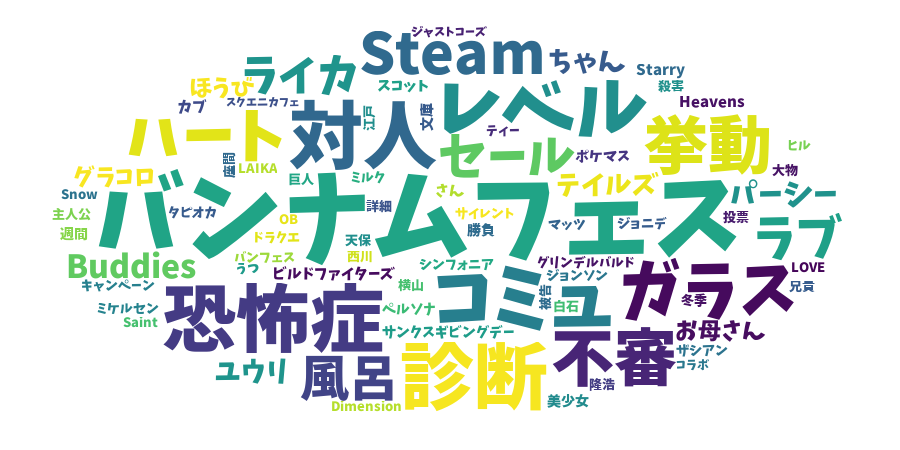 ジャストコーズ
Steam
ちゃん
Starry
ライカ
ほうび
スコット
殺害
カブ
スクエニカフェ
レベル
Heavens
ハート
対人
江戸
文庫
ティー
挙動
セール
ポケマス
ヒル
座間
LAIKA
大物
グラコロ
巨人
ミルク
テイルズ
パーシー
Snow
バンナムフェス
さん
主人公
タピオカ
詳細
サイレント
投票
OB
マッツ
ジョニデ
ラブ
週間
ドラクエ
天保
勝負
バンフェス
西川
Buddies
うつ
ビルドファイターズ
シンフォニア
グリンデルバルド
LOVE
キャンペーン
横山
コミュ
ジョンソン
ガラス
兄貢
恐怖症
被告
白石
冬季
ミケルセン
ペルソナ
Saint
サンクスギビングデー
お母さん
不審
ザシアン
ユウリ
風呂
診断
コラボ
隆浩
Dimension
美少女